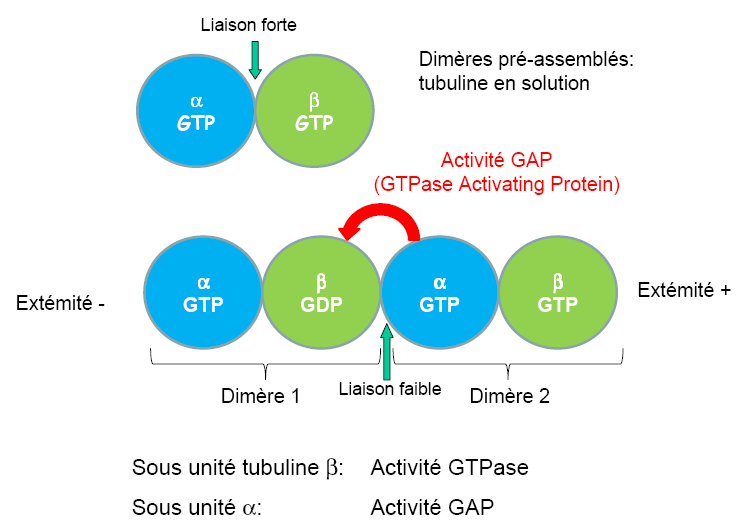 Liaison forte
Dimères pré-assemblés:
tubuline en solution
α
GTP
β
GTP
Activité GAP
(GTPase Activating Protein)
Extémité -
α
GTP
β
GDP
α
GTP
β
GTP
Extémité +
Dimère 1
Liaison faible
Dimère 2
Sous unité tubuline β: Activité GTPase
Sous unité α: Activité GAP